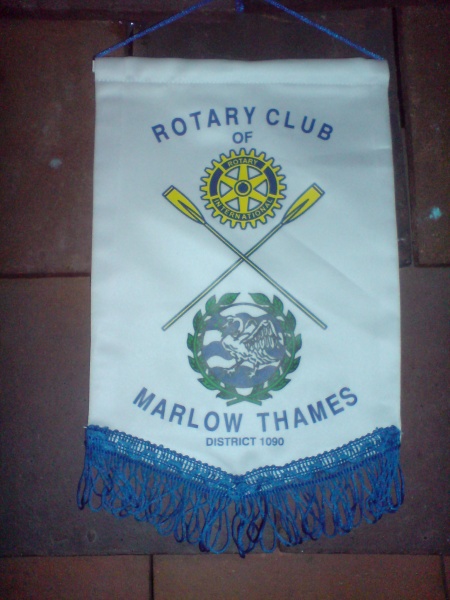 ROTARY CLUB
OF
ROTARY
INTERNATIONAL
MARLOW THAMES
DISTRICT 1090